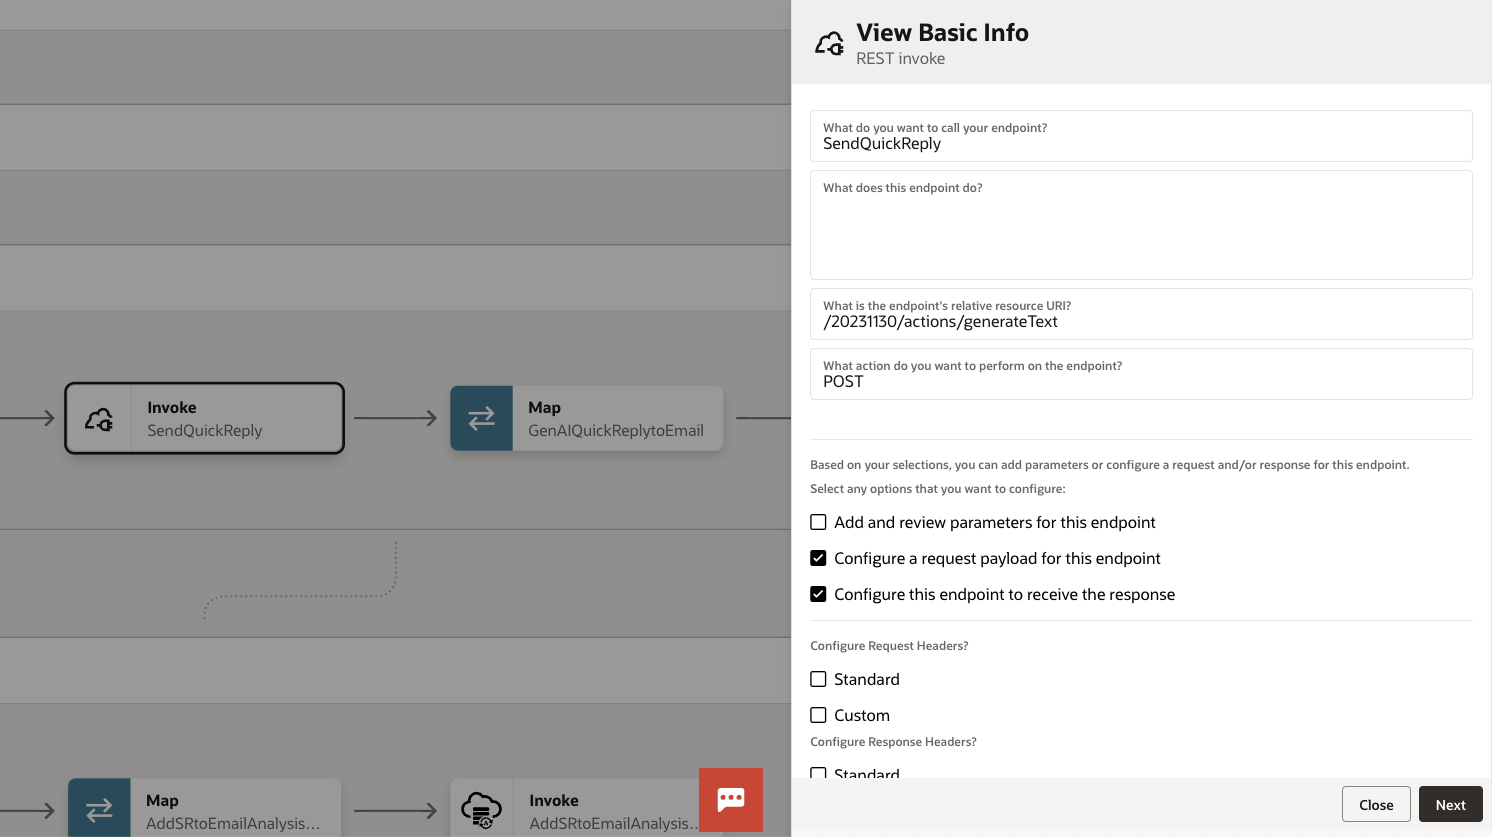 View Basic Info
REST invoke
What do you want to call your endpoint?
SendQuickReply
What does this endpoint do?
What is the endpoint's relative resource URI?
/20231130/actions/generateText
What action do you want to perform on the endpoint?
POST
Based on your selections, you can add parameters or configure a request and/or response for this endpoint.
Select any options that you want to configure:
Add and review parameters for this endpoint
Configure a request payload for this endpoint
Configure this endpoint to receive the response
Configure Request Headers?
Standard
Custom
Configure Response Headers?
Standard
Close
Next
Invoke
SendQuickReply
Map
GenAIQuickReplytoEmail
Map
AddSRtoEmailAnalysis...
Invoke
AddSRtoEmailAnalysis...